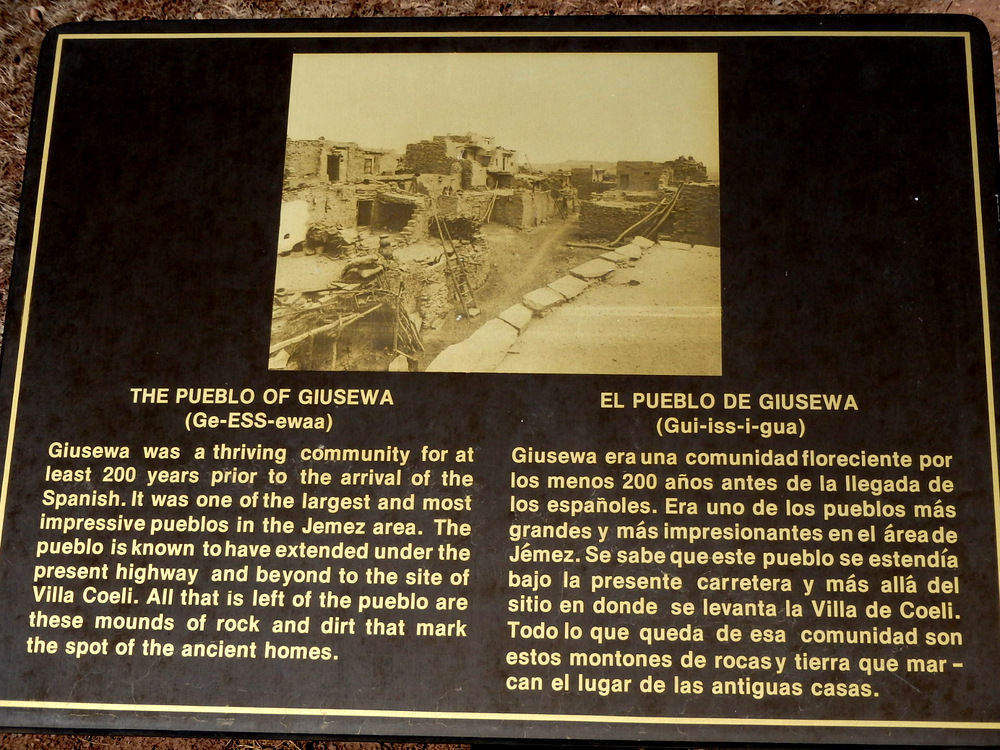 THE PUEBLO OF GIUSEWA
(Ge-ESS-ewaa)
Giusewa was a thriving community for at
least 200 years prior to the arrival of the
Spanish. It was one of the largest and most
impressive pueblos in the Jemez area. The
pueblo is known to have extended under the
present highway and beyond to the site of
Villa Coeli. All that is left of the pueblo are
these mounds of rock and dirt that mark
the spot of the ancient homes.
EL PUEBLO DE GIUSEWA
(Gui-iss-i-gua)
Giusewa era una comunidad floreciente por
los menos 200 años antes de la llegada de
los españoles. Era uno de los pueblos más
grandes y más impresionantes en el área de
Jémez. Se sabe que este pueblo se estendía
bajo la presente carretera y más allá del
sitio en donde se levanta la Villa de Coeli.
Todo lo que queda de esa comunidad son
estos montones de rocas y tierra que mar-
can el lugar de las antiguas casas.